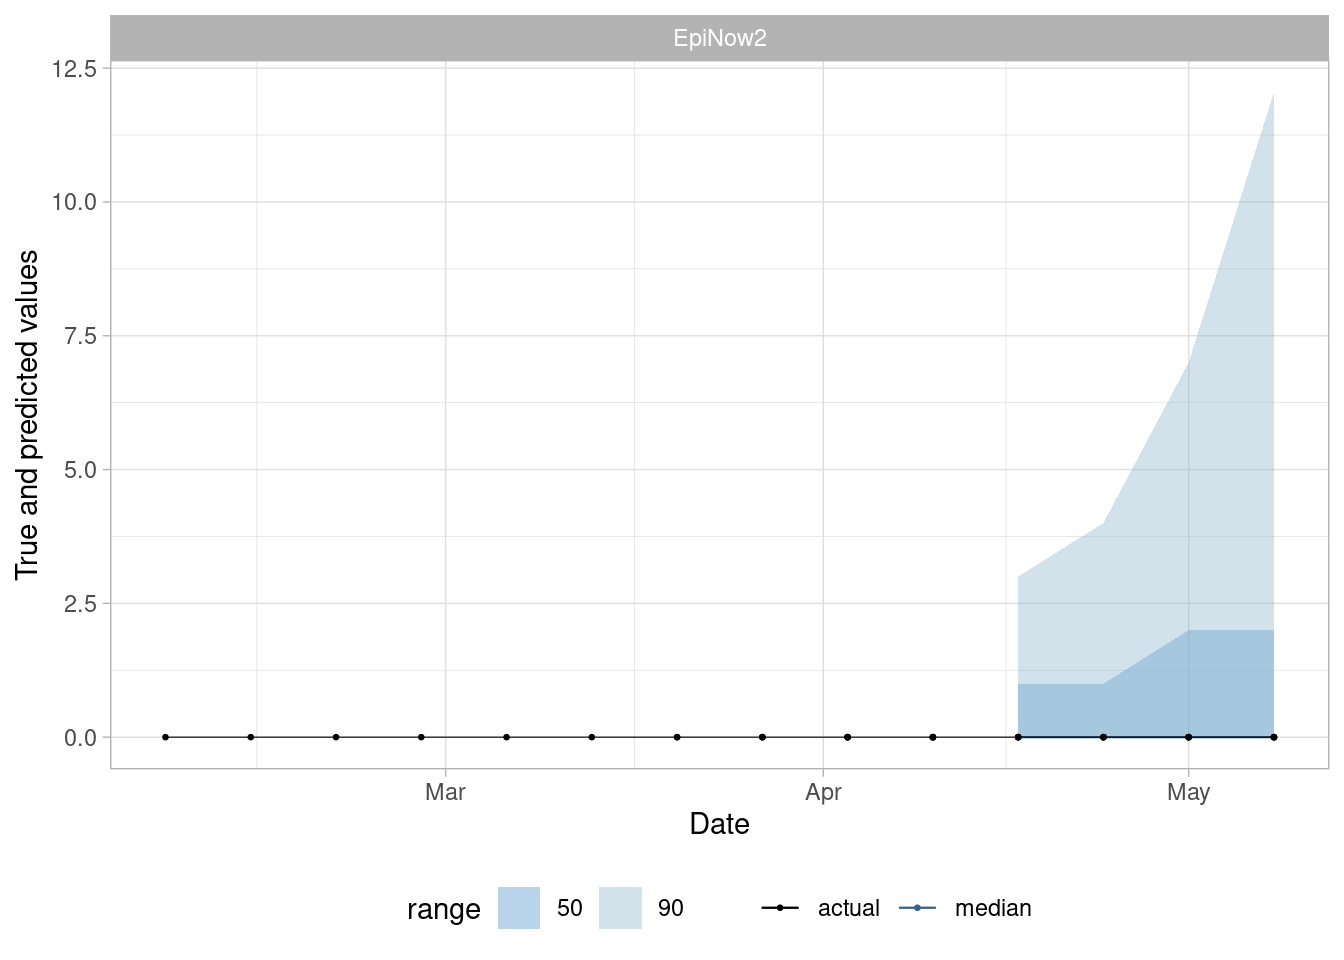 EpiNow2
12.5
10.0
7.5
5.0
2.5
0.0
True and predicted values
Mar Apr May
Date
range 50 90 actual median